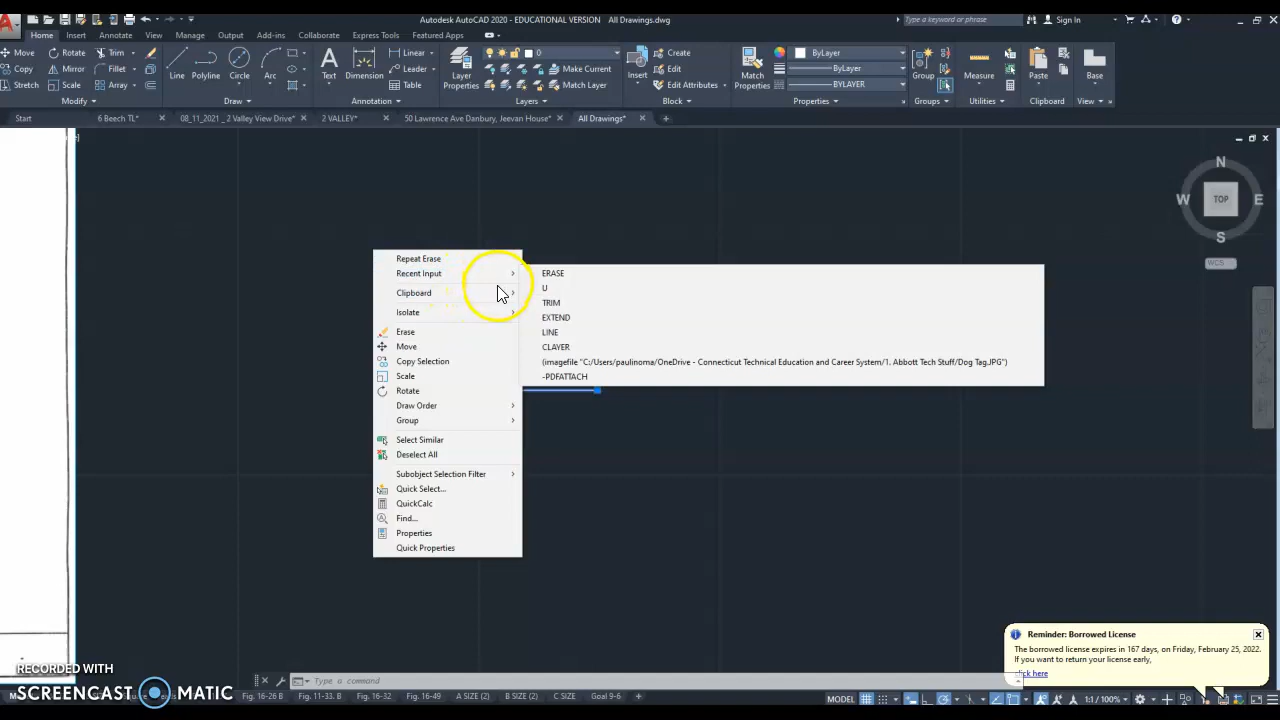 Autodesk AutoCAD 2020 - EDUCATIONAL VERSION All Drawings.dwg
Type a keyword or phrase
Sign In
Home Insert Annotate View Manage Output Add-ins Collaborate Express Tools Featured Apps
Move Rotate Trim
Copy Mirror Fillet
Stretch Scale Array
Line Polyline Circle Arc
Text Dimension
Linear
Leader
Table
Layer Properties
0
Make Current
Match Layer
Insert
Create
Edit
Edit Attributes
Match Properties
ByLayer
ByLayer
BYLAYER
Group
Measure
Paste
Base
Modify Draw Annotation Layers Block Properties Groups Utilities Clipboard View
Start 6 Beech TL* 08_11_2021 _ 2 Valley View Drive* 2 VALLEY* 50 Lawrence Ave Danbury, Jeevan House* All Drawings*
N
W TOP E
S
WCS
Repeat Erase
Recent Input
Clipboard
Isolate
Erase
Move
Copy Selection
Scale
Rotate
Draw Order
Group
Select Similar
Deselect All
Subobject Selection Filter
Quick Select...
QuickCalc
Find...
Properties
Quick Properties
ERASE
U
TRIM
EXTEND
LINE
CLAYER
(imagefile "C:/Users/paulinoma/OneDrive - Connecticut Technical Education and Career System/1. Abbott Tech Stuff/Dog Tag.JPG")
-PDFATTACH
Reminder: Borrowed License
The borrowed license expires in 167 days, on Friday, February 25, 2022.
If you want to return your license early,
click here
Type a command
RECORDED WITH
SCREENCAST MATIC
Fig. 16-26 B Fig. 11-33. B Fig. 16-32 Fig. 16-49 A SIZE (2) B SIZE (2) C SIZE Goal 9-6
MODEL 1:1 / 100%